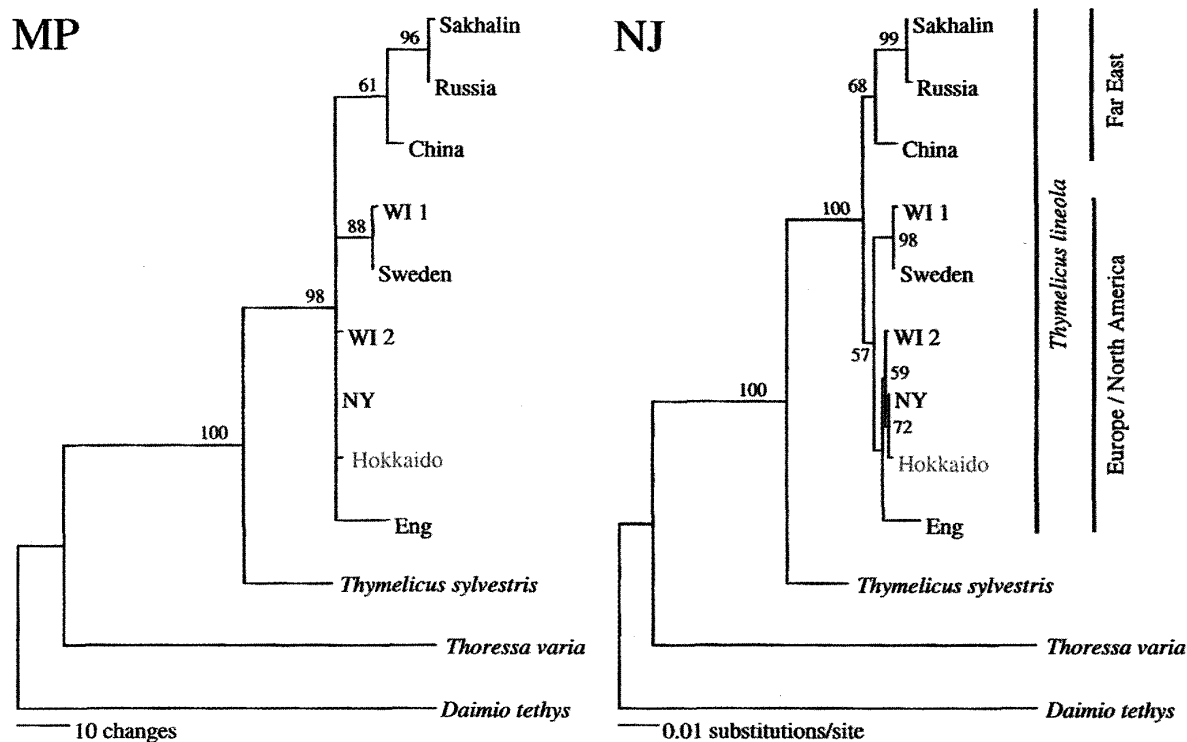 MP
96
Sakhalin
61
Russia
China
WI 1
88
Sweden
98
WI 2
NY
100
Hokkaido
Eng
Thymelicus sylvestris
Thoressa varia
Daimio tethys
10 changes
NJ
99
Sakhalin
68
Russia
China
100
WI 1
98
Sweden
WI 2
57
59
NY
100
72
Hokkaido
Eng
Thymelicus sylvestris
Thoressa varia
Daimio tethys
0.01 substitutions/site
Thymelicus lineola
Far East
Europe / North America